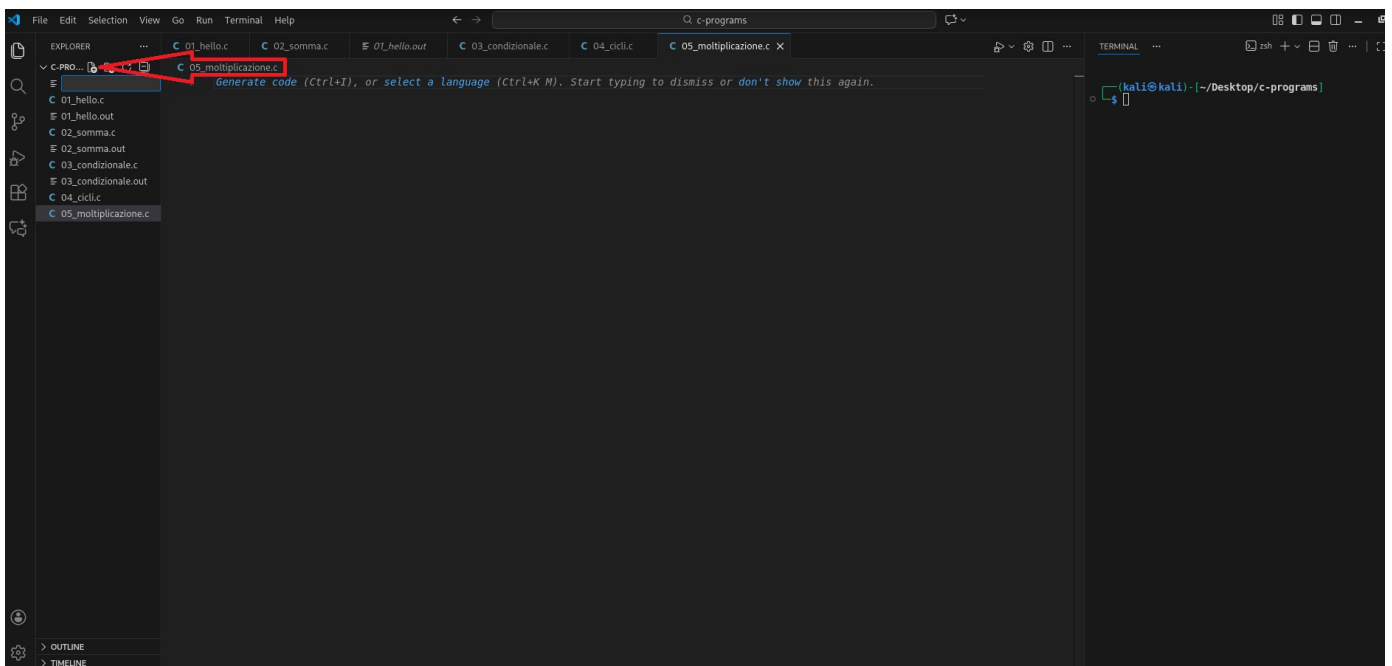 File Edit Selection View Go Run Terminal Help
c-programs
EXPLORER
C 01_hello.c
C 02_somma.c
01_hello.out
C 03_condizionale.c
C 04_cicli.c
C 05_moltiplicazione.c
TERMINAL
zsh
C-PRO...
C 05_moltiplicazione.c
Generate code (Ctrl+I), or select a language (Ctrl+K M). Start typing to dismiss or don't show this again.
C 01_hello.c
01_hello.out
C 02_somma.c
02_somma.out
C 03_condizionale.c
03_condizionale.out
C 04_cicli.c
C 05_moltiplicazione.c
(kali㉿kali)-[~/Desktop/c-programs]
$
OUTLINE
TIMELINE